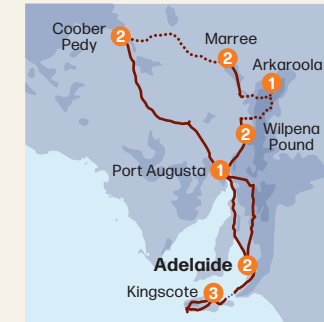 Coober
Pedy
2
Marree
2
Arkaroola
1
2
Wilpena
Pound
Port Augusta 1
Adelaide 2
Kingscote 3